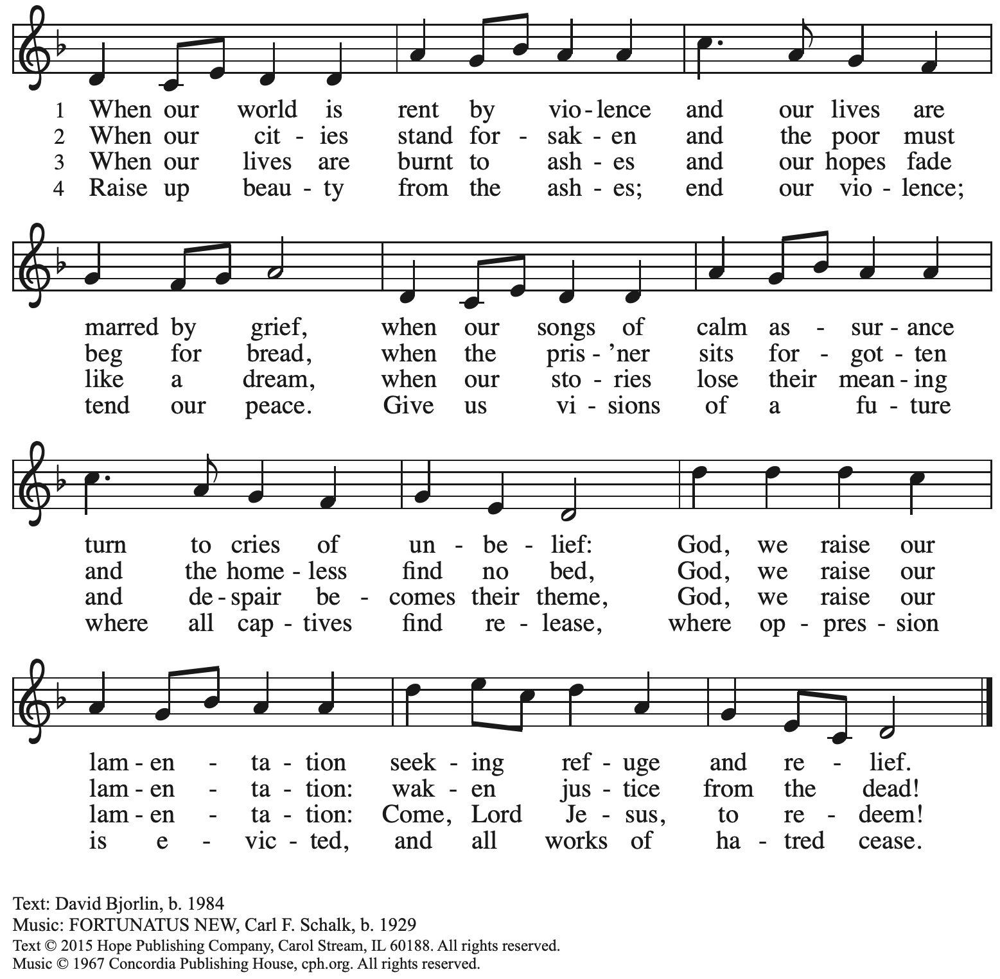 1 When our world is rent by vio - lence and our lives are
2 When our cit - ies stand for - sak - en and the poor must
3 When our lives are burnt to ash - es and our hopes fade
4 Raise up beau - ty from the ash - es; end our vio - lence;
marred by grief, when our songs of calm as - sur - ance
beg for bread, when the pris - ’ner sits for - got - ten
like a dream, when our sto - ries lose their mean - ing
tend our peace. Give us vi - sions of a fu - ture
turn to cries of un - be - lief: God, we raise our
and the home - less find no bed, God, we raise our
and de - spair be - comes their theme, God, we raise our
where all cap - tives find re - lease, where op - pres - sion
lam - en - ta - tion seek - ing ref - uge and re - lief.
lam - en - ta - tion: wak - en jus - tice from the dead!
lam - en - ta - tion: Come, Lord Je - sus, to re - deem!
is e - vic - ted, and all works of ha - tred cease.
Text: David Bjorlin, b. 1984
Music: FORTUNATUS NEW, Carl F. Schalk, b. 1929
Text © 2015 Hope Publishing Company, Carol Stream, IL 60188. All rights reserved.
Music © 1967 Concordia Publishing House, cph.org. All rights reserved.